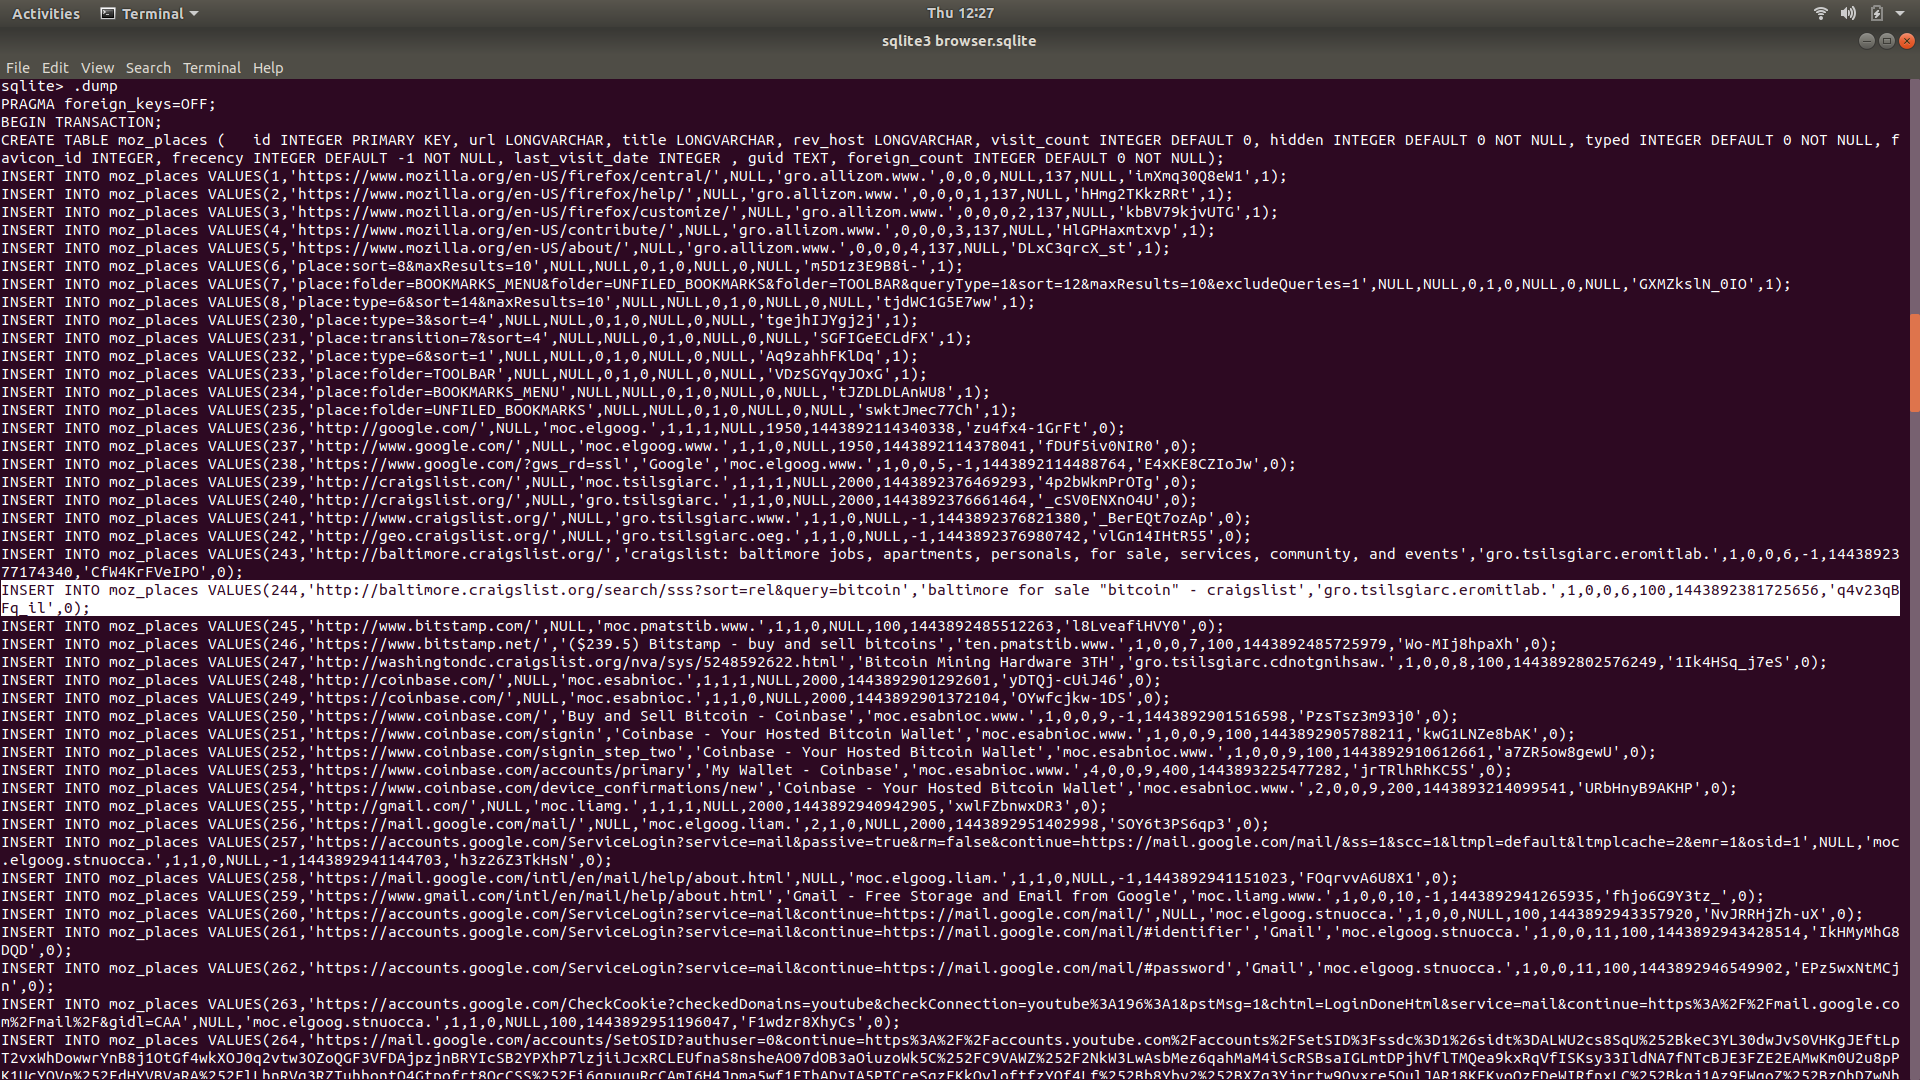 Activities Terminal Thu 12:27
sqlite3 browser.sqlite
File Edit View Search Terminal Help
sqlite> .dump
PRAGMA foreign_keys=OFF;
BEGIN TRANSACTION;
CREATE TABLE moz_places (   id INTEGER PRIMARY KEY, url LONGVARCHAR, title LONGVARCHAR, rev_host LONGVARCHAR, visit_count INTEGER DEFAULT 0, hidden INTEGER DEFAULT 0 NOT NULL, typed INTEGER DEFAULT 0 NOT NULL, f
avicon_id INTEGER, frecency INTEGER DEFAULT -1 NOT NULL, last_visit_date INTEGER , guid TEXT, foreign_count INTEGER DEFAULT 0 NOT NULL);
INSERT INTO moz_places VALUES(1,'https://www.mozilla.org/en-US/firefox/central/',NULL,'gro.allizom.www.',0,0,0,NULL,137,NULL,'imXmq30Q8eW1',1);
INSERT INTO moz_places VALUES(2,'https://www.mozilla.org/en-US/firefox/help/',NULL,'gro.allizom.www.',0,0,0,1,137,NULL,'hHmg2TKkzRRt',1);
INSERT INTO moz_places VALUES(3,'https://www.mozilla.org/en-US/firefox/customize/',NULL,'gro.allizom.www.',0,0,0,2,137,NULL,'kbBV79kjvUTG',1);
INSERT INTO moz_places VALUES(4,'https://www.mozilla.org/en-US/contribute/',NULL,'gro.allizom.www.',0,0,0,3,137,NULL,'HlGPHaxmtxvp',1);
INSERT INTO moz_places VALUES(5,'https://www.mozilla.org/en-US/about/',NULL,'gro.allizom.www.',0,0,0,4,137,NULL,'DLxC3qrcX_st',1);
INSERT INTO moz_places VALUES(6,'place:sort=8&maxResults=10',NULL,NULL,0,1,0,NULL,0,NULL,'m5D1z3E9B8i-',1);
INSERT INTO moz_places VALUES(7,'place:folder=BOOKMARKS_MENU&folder=UNFILED_BOOKMARKS&folder=TOOLBAR&queryType=1&sort=12&maxResults=10&excludeQueries=1',NULL,NULL,0,1,0,NULL,0,NULL,'GXMZkslN_0IO',1);
INSERT INTO moz_places VALUES(8,'place:type=6&sort=14&maxResults=10',NULL,NULL,0,1,0,NULL,0,NULL,'tjdWC1G5E7ww',1);
INSERT INTO moz_places VALUES(230,'place:type=3&sort=4',NULL,NULL,0,1,0,NULL,0,NULL,'tgejhIJYgj2j',1);
INSERT INTO moz_places VALUES(231,'place:transition=7&sort=4',NULL,NULL,0,1,0,NULL,0,NULL,'SGFIGeECLdFX',1);
INSERT INTO moz_places VALUES(232,'place:type=6&sort=1',NULL,NULL,0,1,0,NULL,0,NULL,'Aq9zahhFKlDq',1);
INSERT INTO moz_places VALUES(233,'place:folder=TOOLBAR',NULL,NULL,0,1,0,NULL,0,NULL,'VDzSGYqyJOxG',1);
INSERT INTO moz_places VALUES(234,'place:folder=BOOKMARKS_MENU',NULL,NULL,0,1,0,NULL,0,NULL,'tJZDLDLAnWU8',1);
INSERT INTO moz_places VALUES(235,'place:folder=UNFILED_BOOKMARKS',NULL,NULL,0,1,0,NULL,0,NULL,'swktJmec77Ch',1);
INSERT INTO moz_places VALUES(236,'http://google.com/',NULL,'moc.elgoog.',1,1,1,NULL,1950,1443892114340338,'zu4fx4-1GrFt',0);
INSERT INTO moz_places VALUES(237,'http://www.google.com/',NULL,'moc.elgoog.www.',1,1,0,NULL,1950,1443892114378041,'fDUf5iv0NIR0',0);
INSERT INTO moz_places VALUES(238,'https://www.google.com/?gws_rd=ssl','Google','moc.elgoog.www.',1,0,0,5,-1,1443892114488764,'E4xKE8CZIoJw',0);
INSERT INTO moz_places VALUES(239,'http://craigslist.com/',NULL,'moc.tsilsgiarc.',1,1,1,NULL,2000,1443892376469293,'4p2bWkmPrOTg',0);
INSERT INTO moz_places VALUES(240,'http://craigslist.org/',NULL,'gro.tsilsgiarc.',1,1,0,NULL,2000,1443892376661464,'_cSV0ENXnO4U',0);
INSERT INTO moz_places VALUES(241,'http://www.craigslist.org/',NULL,'gro.tsilsgiarc.www.',1,1,0,NULL,-1,1443892376821380,'_BerEQt7ozAp',0);
INSERT INTO moz_places VALUES(242,'http://geo.craigslist.org/',NULL,'gro.tsilsgiarc.oeg.',1,1,0,NULL,-1,1443892376980742,'vlGn14IHtR55',0);
INSERT INTO moz_places VALUES(243,'http://baltimore.craigslist.org/','craigslist: baltimore jobs, apartments, personals, for sale, services, community, and events','gro.tsilsgiarc.eromitlab.',1,0,0,6,-1,14438923
77174340,'CfW4KrFVeIPO',0);
INSERT INTO moz_places VALUES(244,'http://baltimore.craigslist.org/search/sss?sort=rel&query=bitcoin','baltimore for sale "bitcoin" - craigslist','gro.tsilsgiarc.eromitlab.',1,0,0,6,100,1443892381725656,'q4v23qB
Fq_il',0);
INSERT INTO moz_places VALUES(245,'http://www.bitstamp.com/',NULL,'moc.pmatstib.www.',1,1,0,NULL,100,1443892485512263,'l8LveafiHVY0',0);
INSERT INTO moz_places VALUES(246,'https://www.bitstamp.net/','($239.5) Bitstamp - buy and sell bitcoins','ten.pmatstib.www.',1,0,0,7,100,1443892485725979,'Wo-MIj8hpaXh',0);
INSERT INTO moz_places VALUES(247,'http://washingtondc.craigslist.org/nva/sys/5248592622.html','Bitcoin Mining Hardware 3TH','gro.tsilsgiarc.cdnotgnihsaw.',1,0,0,8,100,1443892802576249,'1Ik4HSq_j7eS',0);
INSERT INTO moz_places VALUES(248,'http://coinbase.com/',NULL,'moc.esabnioc.',1,1,1,NULL,2000,1443892901292601,'yDTQj-cUiJ46',0);
INSERT INTO moz_places VALUES(249,'https://coinbase.com/',NULL,'moc.esabnioc.',1,1,0,NULL,2000,1443892901372104,'OYwfcjkw-1DS',0);
INSERT INTO moz_places VALUES(250,'https://www.coinbase.com/','Buy and Sell Bitcoin - Coinbase','moc.esabnioc.www.',1,0,0,9,-1,1443892901516598,'PzsTsz3m93j0',0);
INSERT INTO moz_places VALUES(251,'https://www.coinbase.com/signin','Coinbase - Your Hosted Bitcoin Wallet','moc.esabnioc.www.',1,0,0,9,100,1443892905788211,'kwG1LNZe8bAK',0);
INSERT INTO moz_places VALUES(252,'https://www.coinbase.com/signin_step_two','Coinbase - Your Hosted Bitcoin Wallet','moc.esabnioc.www.',1,0,0,9,100,1443892910612661,'a7ZR5ow8gewU',0);
INSERT INTO moz_places VALUES(253,'https://www.coinbase.com/accounts/primary','My Wallet - Coinbase','moc.esabnioc.www.',4,0,0,9,400,1443893225477282,'jrTRlhRhKC5S',0);
INSERT INTO moz_places VALUES(254,'https://www.coinbase.com/device_confirmations/new','Coinbase - Your Hosted Bitcoin Wallet','moc.esabnioc.www.',2,0,0,9,200,1443893214099541,'URbHnyB9AKHP',0);
INSERT INTO moz_places VALUES(255,'http://gmail.com/',NULL,'moc.liamg.',1,1,1,NULL,2000,1443892940942905,'xwlFZbnwxDR3',0);
INSERT INTO moz_places VALUES(256,'https://mail.google.com/mail/',NULL,'moc.elgoog.liam.',2,1,0,NULL,2000,1443892951402998,'SOY6t3PS6qp3',0);
INSERT INTO moz_places VALUES(257,'https://accounts.google.com/ServiceLogin?service=mail&passive=true&rm=false&continue=https://mail.google.com/mail/&ss=1&scc=1&ltmpl=default&ltmplcache=2&emr=1&osid=1',NULL,'moc
.elgoog.stnuocca.',1,1,0,NULL,-1,1443892941144703,'h3z26Z3TkHsN',0);
INSERT INTO moz_places VALUES(258,'https://mail.google.com/intl/en/mail/help/about.html',NULL,'moc.elgoog.liam.',1,1,0,NULL,-1,1443892941151023,'FOqrvvA6U8X1',0);
INSERT INTO moz_places VALUES(259,'https://www.gmail.com/intl/en/mail/help/about.html','Gmail - Free Storage and Email from Google','moc.liamg.www.',1,0,0,10,-1,1443892941265935,'fhjo6G9Y3tz_',0);
INSERT INTO moz_places VALUES(260,'https://accounts.google.com/ServiceLogin?service=mail&continue=https://mail.google.com/mail/',NULL,'moc.elgoog.stnuocca.',1,0,0,NULL,100,1443892943357920,'NvJRRHjZh-uX',0);
INSERT INTO moz_places VALUES(261,'https://accounts.google.com/ServiceLogin?service=mail&continue=https://mail.google.com/mail/#identifier','Gmail','moc.elgoog.stnuocca.',1,0,0,11,100,1443892943428514,'IkHMyMhG8
DQD',0);
INSERT INTO moz_places VALUES(262,'https://accounts.google.com/ServiceLogin?service=mail&continue=https://mail.google.com/mail/#password','Gmail','moc.elgoog.stnuocca.',1,0,0,11,100,1443892946549902,'EPz5wxNtMCj
n',0);
INSERT INTO moz_places VALUES(263,'https://accounts.google.com/CheckCookie?checkedDomains=youtube&checkConnection=youtube%3A196%3A1&pstMsg=1&chtml=LoginDoneHtml&service=mail&continue=https%3A%2F%2Fmail.google.co
m%2Fmail%2F&gidl=CAA',NULL,'moc.elgoog.stnuocca.',1,1,0,NULL,100,1443892951196047,'F1wdzr8XhyCs',0);
INSERT INTO moz_places VALUES(264,'https://mail.google.com/accounts/SetOSID?authuser=0&continue=https%3A%2F%2Faccounts.youtube.com%2Faccounts%2FSetSID%3Fssdc%3D1%26sidt%3DALWU2cs8SqU%252BkeC3YL30dwJvS0VHKgJEftLp